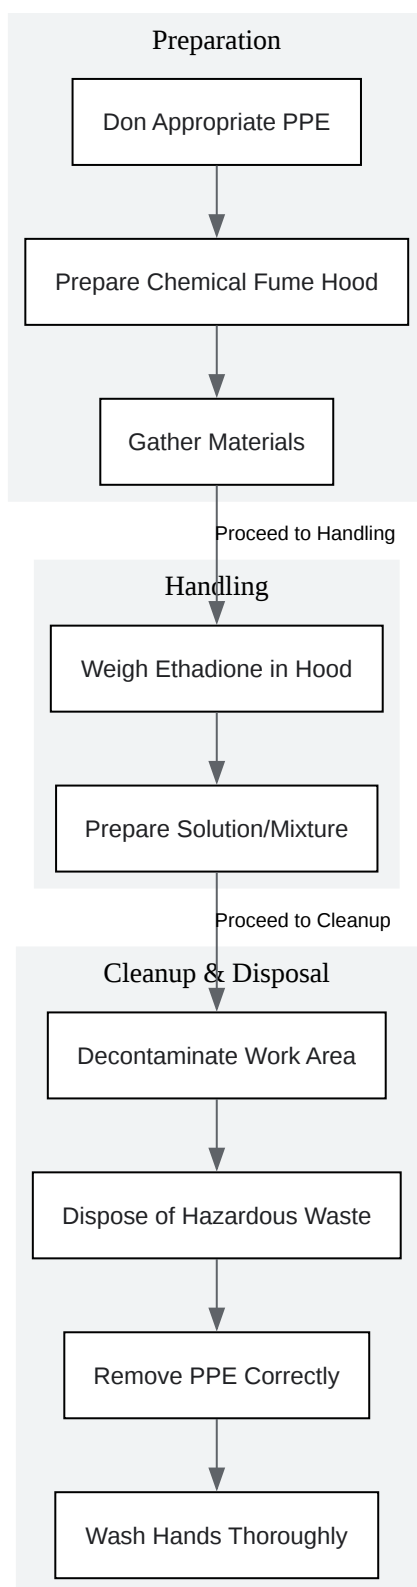 Preparation
Don Appropriate PPE
Prepare Chemical Fume Hood
Gather Materials
Proceed to Handling
Handling
Weigh Ethadione in Hood
Prepare Solution/Mixture
Proceed to Cleanup
Cleanup & Disposal
Decontaminate Work Area
Dispose of Hazardous Waste
Remove PPE Correctly
Wash Hands Thoroughly